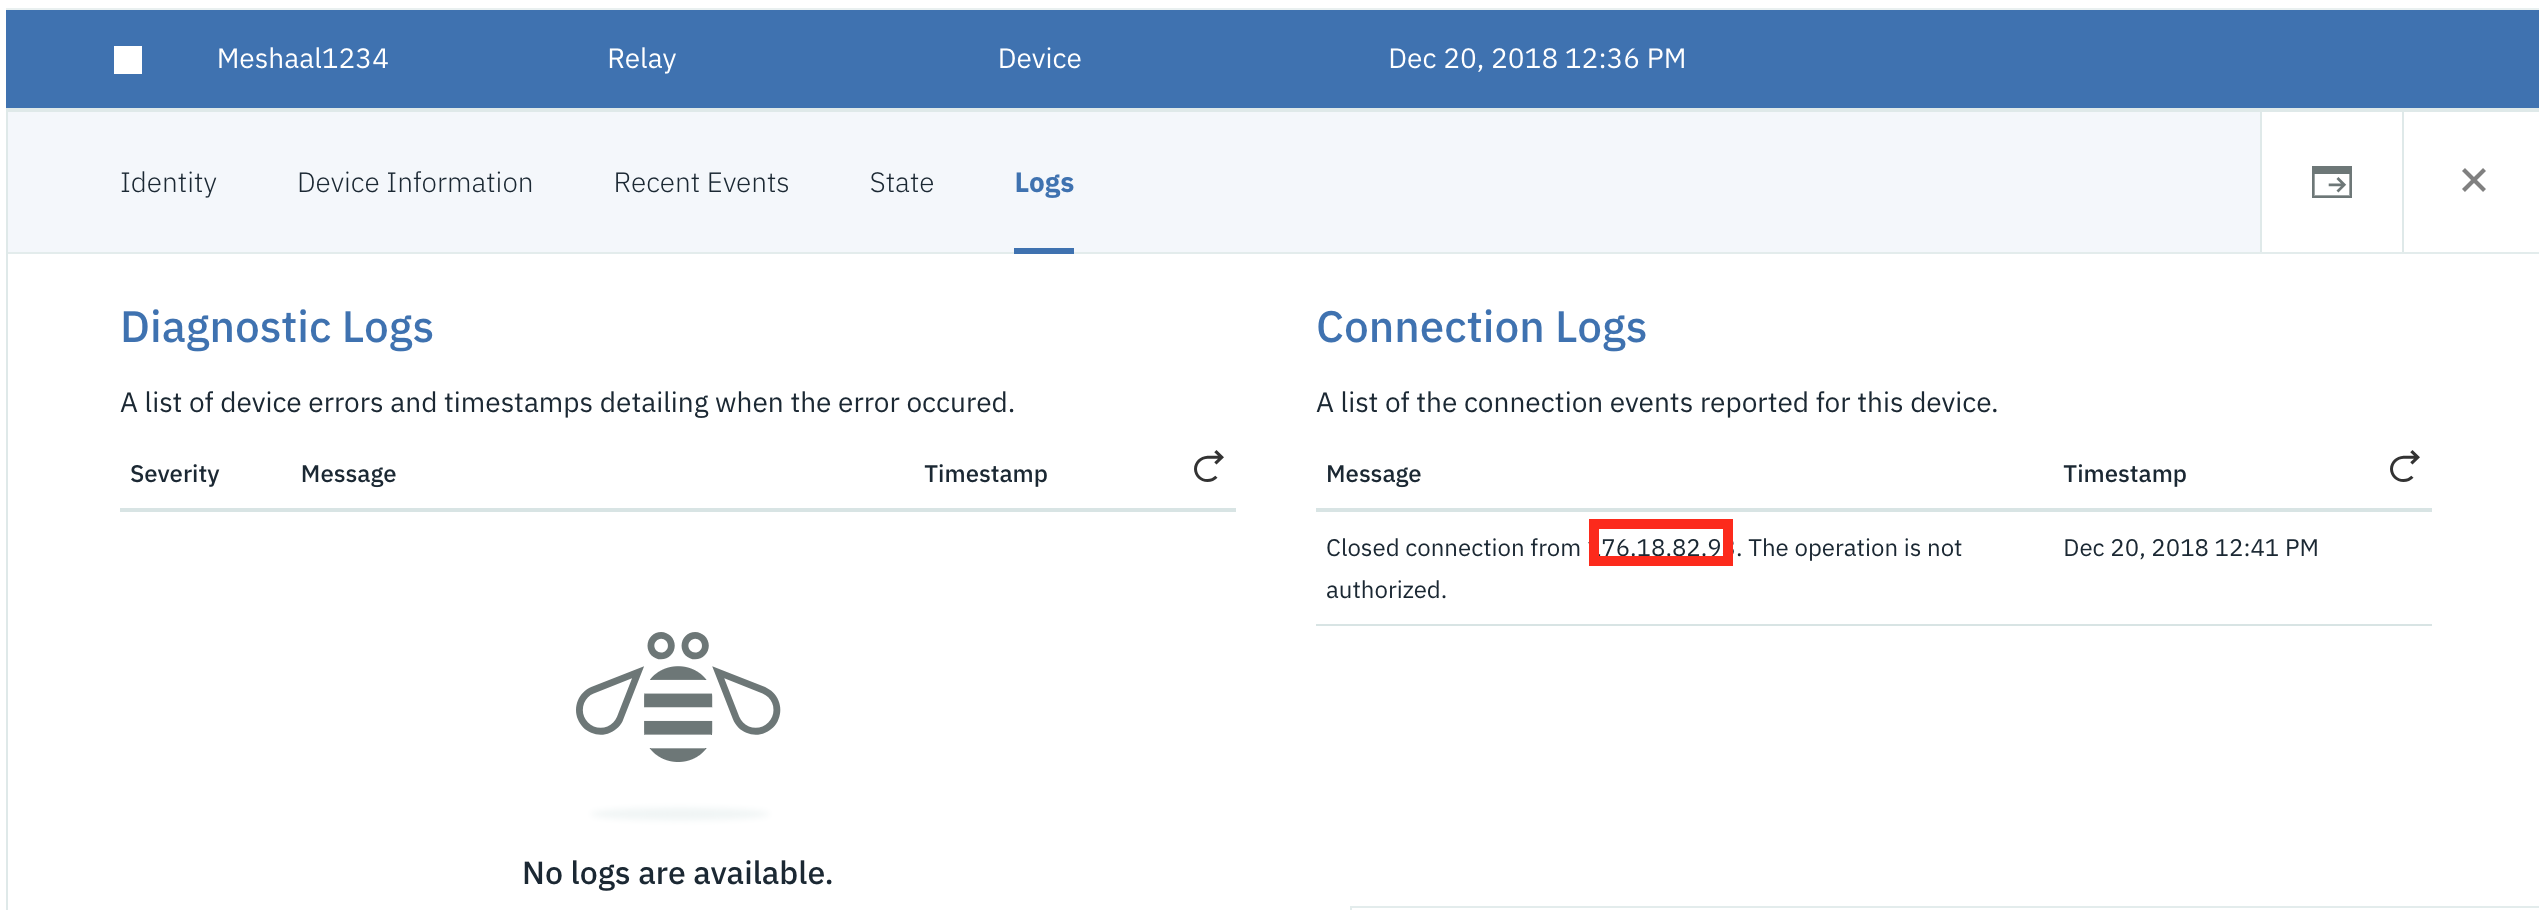 Meshaal1234 Relay Device Dec 20, 2018 12:36 PM
Identity Device Information Recent Events State Logs
Diagnostic Logs
A list of device errors and timestamps detailing when the error occured.
Severity Message Timestamp
No logs are available.
Connection Logs
A list of the connection events reported for this device.
Message Timestamp
Closed connection from 76.18.82.9 . The operation is not Dec 20, 2018 12:41 PM
authorized.